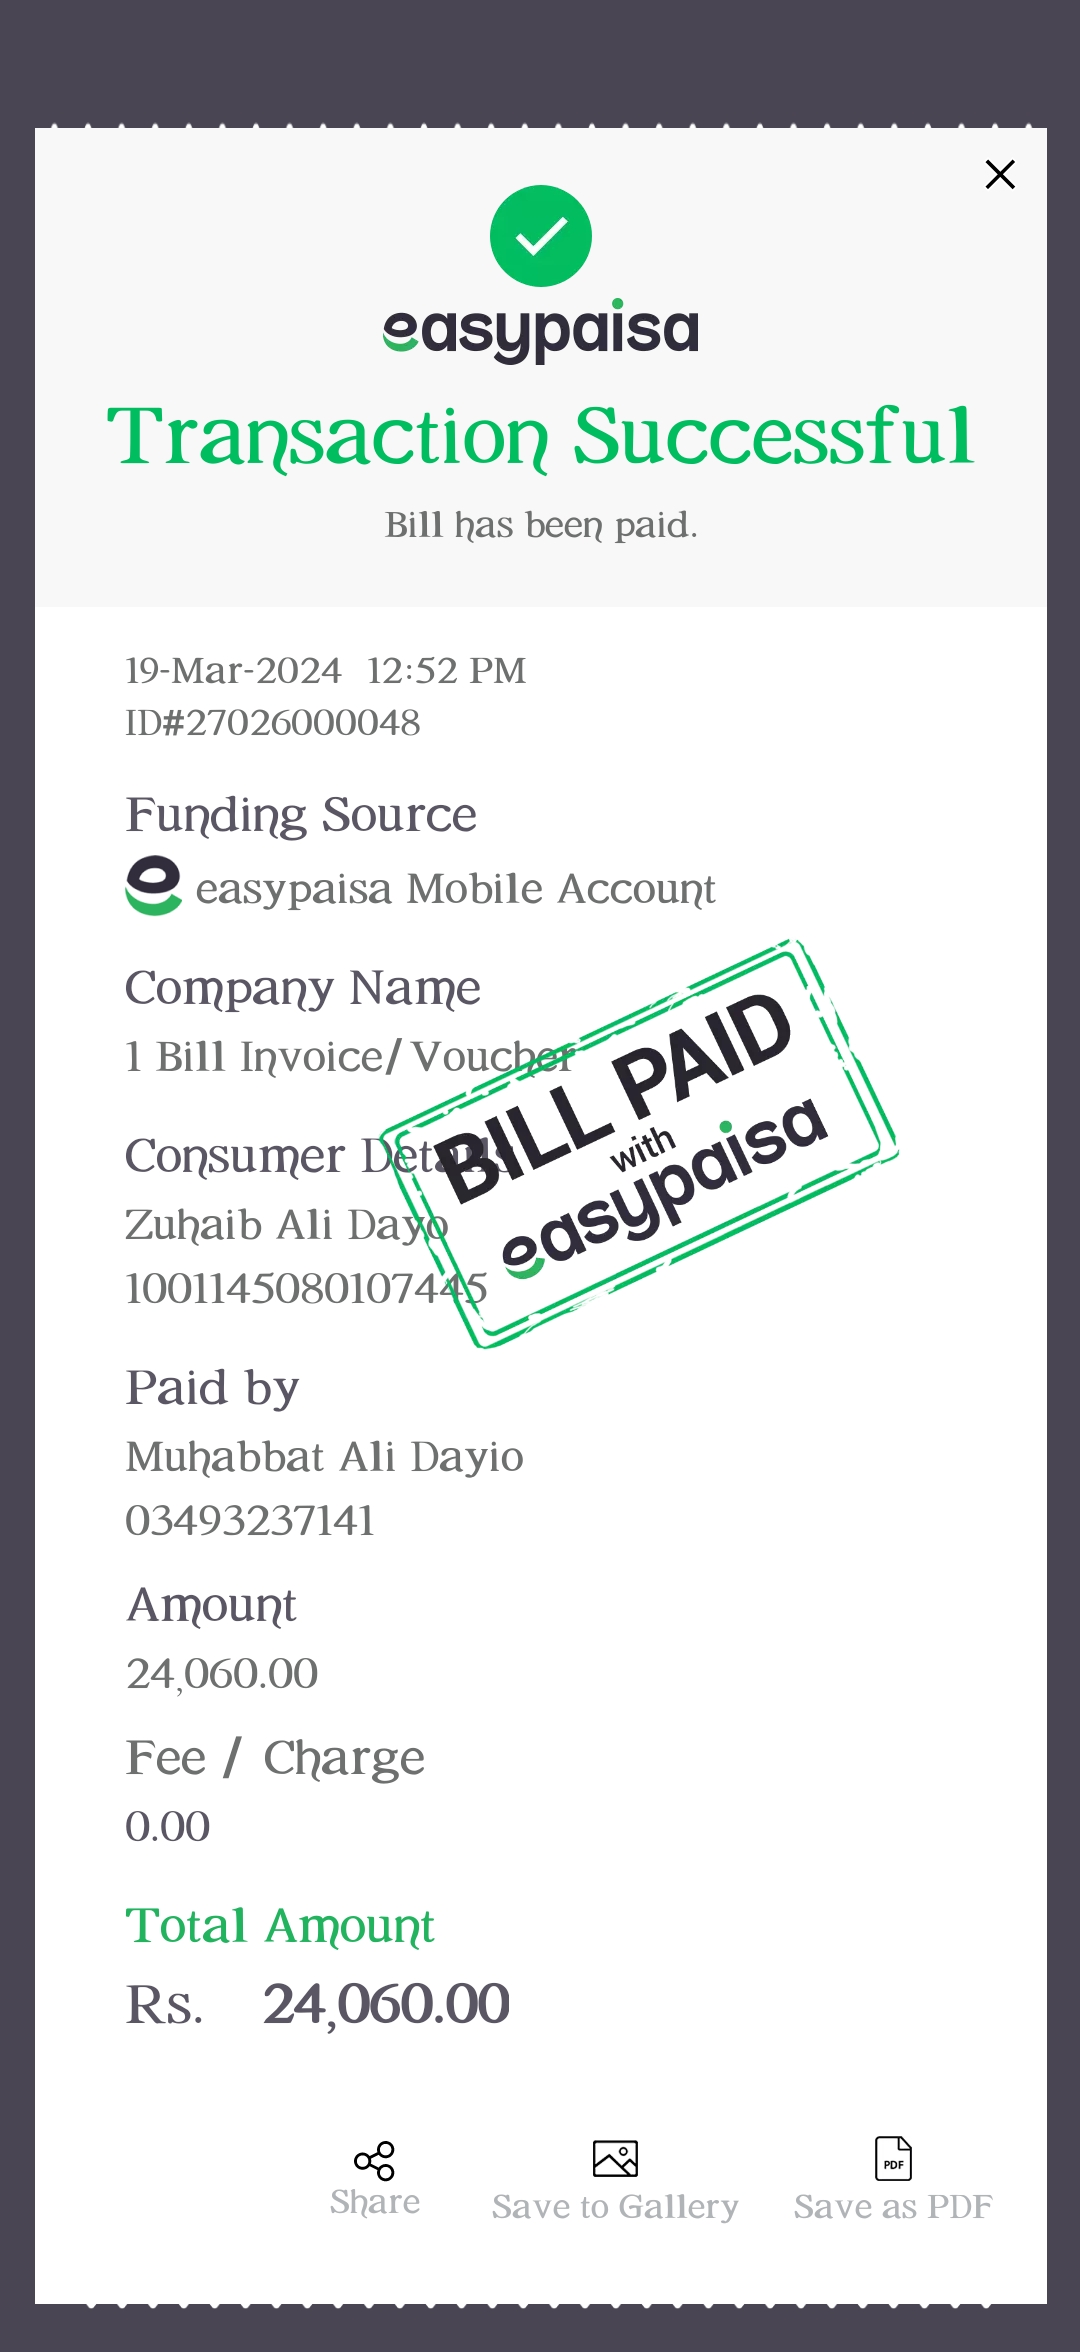 easypaisa
Transaction Successful
Bill has been paid.
19-Mar-2024 12:52 PM
ID#27026000048
Funding Source
easypaisa Mobile Account
Company Name
1 Bill Invoice/ Voucher
Consumer Details
Zuhaib Ali Dayo
1001145080107445
BILL PAID
with
easypaisa
Paid by
Muhabbat Ali Dayio
03493237141
Amount
24,060.00
Fee / Charge
0.00
Total Amount
Rs. 24,060.00
PDF
Share Save to Gallery Save as PDF